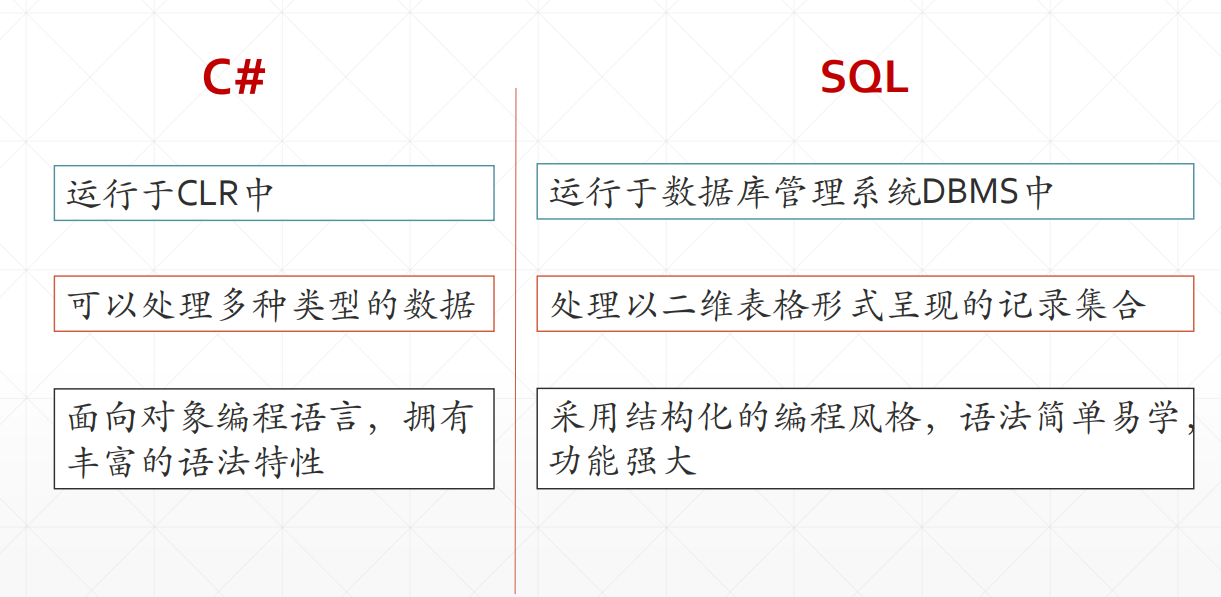 C#
SQL
运行于CLR中
运行于数据库管理系统DBMS中
可以处理多种类型的数据
处理以二维表格形式呈现的记录集合
面向对象编程语言，拥有
丰富的语法特性
采用结构化的编程风格，语法简单易学，
功能强大